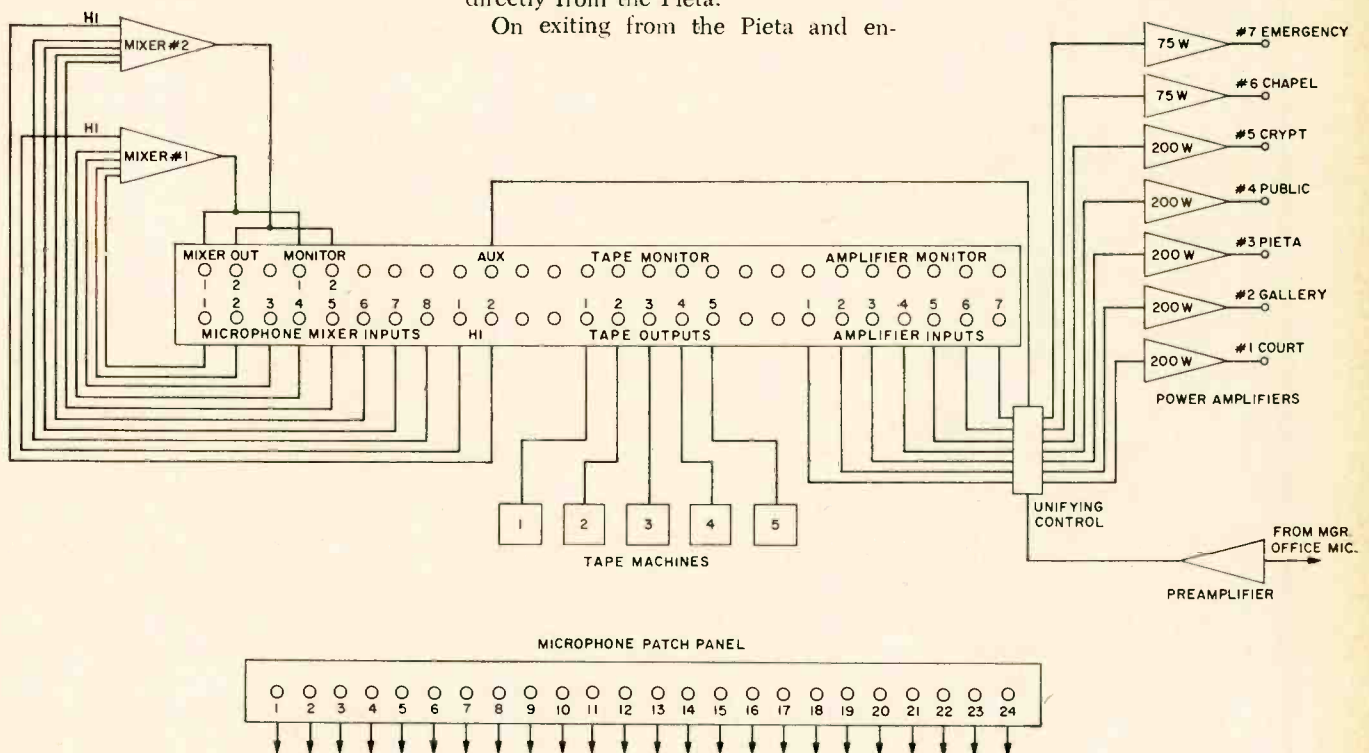 directly from the Pieta.
On exiting from the Pieta and en-
HI
MIXER #2
HI
MIXER #1
75 W
#7 EMERGENCY
75 W
#6 CHAPEL
200 W
#5 CRYPT
200 W
#4 PUBLIC
200 W
#3 PIETA
200 W
#2 GALLERY
200 W
#1 COURT
POWER AMPLIFIERS
MIXER OUT MONITOR AUX TAPE MONITOR AMPLIFIER MONITOR
1 2 1 2
1 2 3 4 5 6 7 8 1 2 1 2 3 4 5 1 2 3 4 5 6 7
MICROPHONE MIXER INPUTS HI TAPE OUTPUTS AMPLIFIER INPUTS
UNIFYING
CONTROL
1 2 3 4 5
TAPE MACHINES
FROM MGR.
OFFICE MIC.
PREAMPLIFIER
MICROPHONE PATCH PANEL
1 2 3 4 5 6 7 8 9 10 11 12 13 14 15 16 17 18 19 20 21 22 23 24